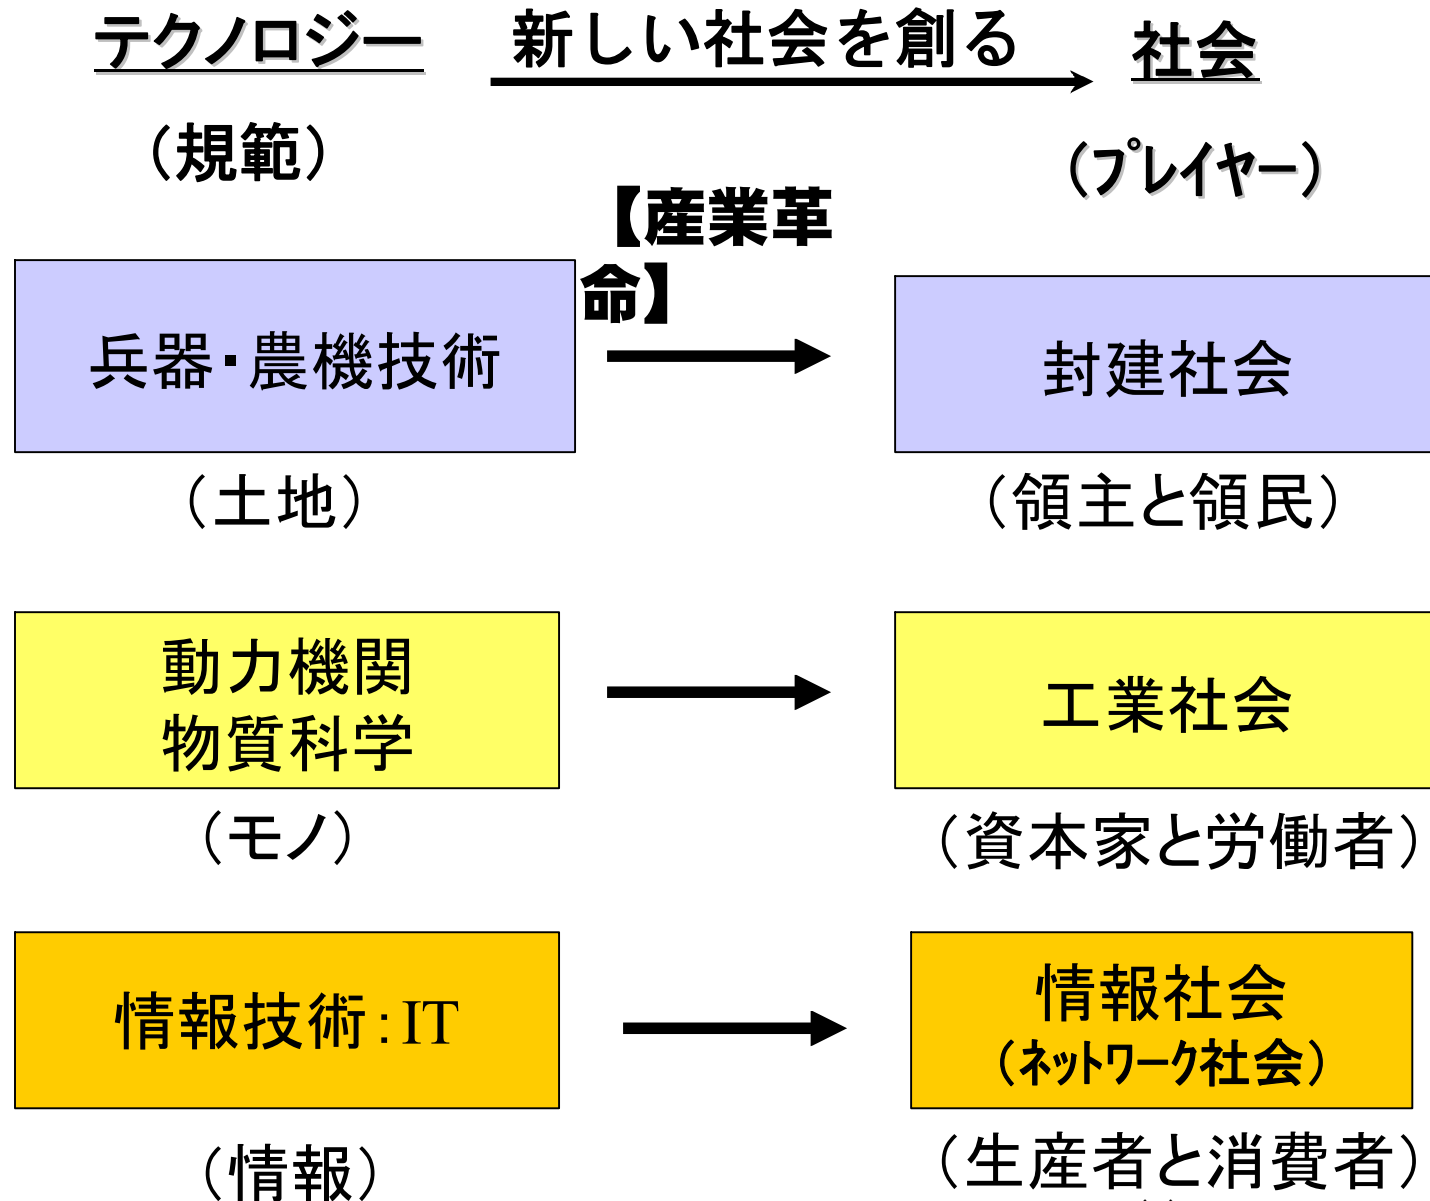 テクノロジー
新しい社会を創る
社会
（規範）
（プレイヤー）
【産業革
命】
兵器・農機技術
封建社会
（土地）
（領主と領民）
動力機関
物質科学
工業社会
（モノ）
（資本家と労働者）
情報技術：IT
情報社会
（ネットワーク社会）
（情報）
（生産者と消費者）